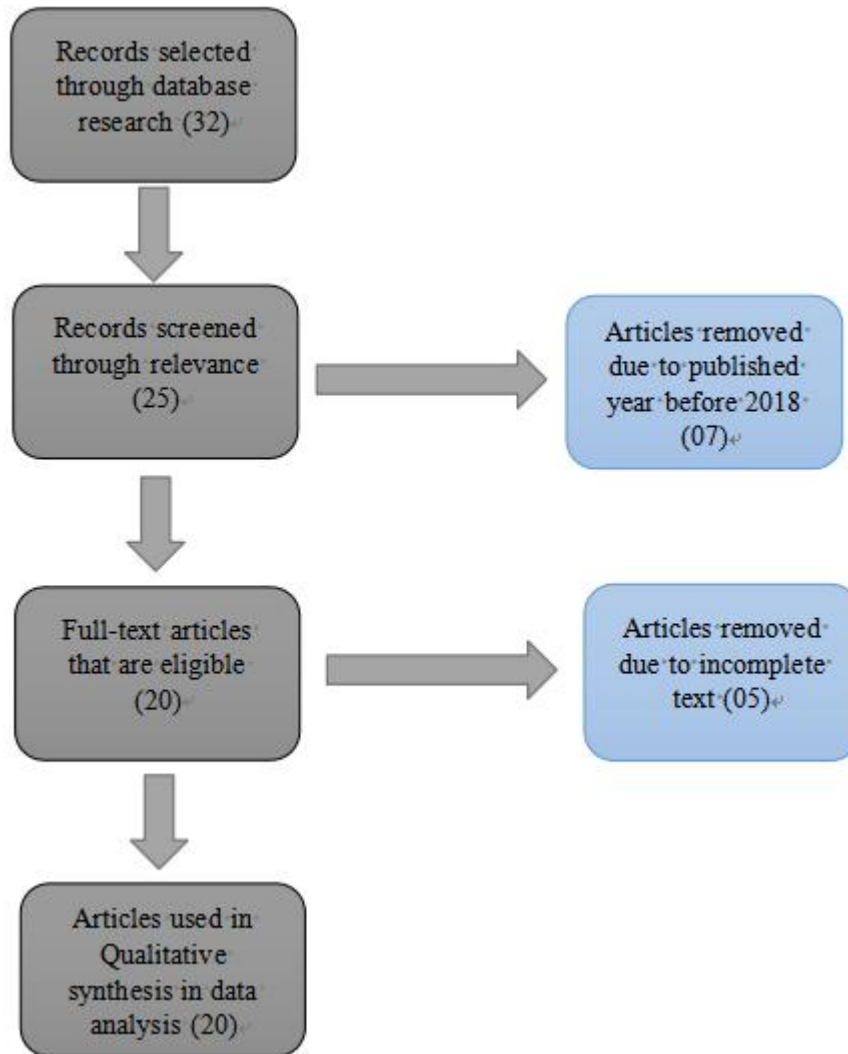 Records selected
through database
research (32)
Records screened
through relevance
(25)
Articles removed
due to published
year before 2018
(07)
Full-text articles
that are eligible
(20)
Articles removed
due to incomplete
text (05)
Articles used in
Qualitative
synthesis in data
analysis (20)